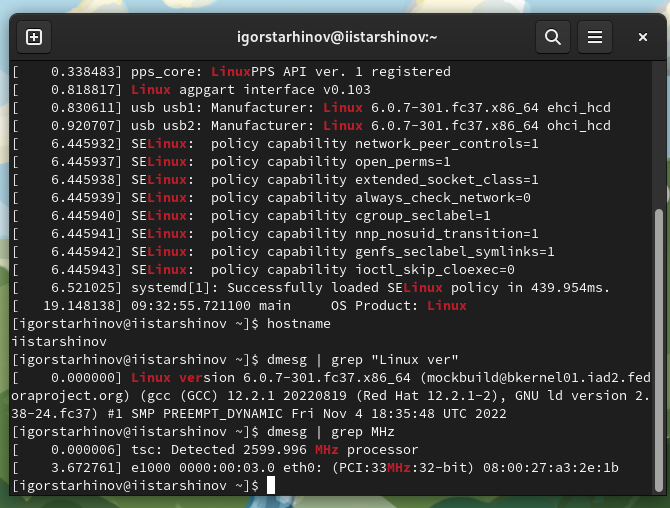 igorstarhinov@iistarshinov:~
[    0.338483] pps_core: LinuxPPS API ver. 1 registered
[    0.818817] Linux agpgart interface v0.103
[    0.830611] usb usb1: Manufacturer: Linux 6.0.7-301.fc37.x86_64 ehci_hcd
[    0.920707] usb usb2: Manufacturer: Linux 6.0.7-301.fc37.x86_64 ohci_hcd
[    6.445932] SELinux:  policy capability network_peer_controls=1
[    6.445937] SELinux:  policy capability open_perms=1
[    6.445938] SELinux:  policy capability extended_socket_class=1
[    6.445939] SELinux:  policy capability always_check_network=0
[    6.445940] SELinux:  policy capability cgroup_seclabel=1
[    6.445941] SELinux:  policy capability nnp_nosuid_transition=1
[    6.445942] SELinux:  policy capability genfs_seclabel_symlinks=1
[    6.445943] SELinux:  policy capability ioctl_skip_cloexec=0
[    6.521025] systemd[1]: Successfully loaded SELinux policy in 439.954ms.
[   19.148138] 09:32:55.721100 main     OS Product: Linux
[igorstarhinov@iistarshinov ~]$ hostname
iistarshinov
[igorstarhinov@iistarshinov ~]$ dmesg | grep "Linux ver"
[    0.000000] Linux version 6.0.7-301.fc37.x86_64 (mockbuild@bkernel01.iad2.fed
oraproject.org) (gcc (GCC) 12.2.1 20220819 (Red Hat 12.2.1-2), GNU ld version 2.
38-24.fc37) #1 SMP PREEMPT_DYNAMIC Fri Nov 4 18:35:48 UTC 2022
[igorstarhinov@iistarshinov ~]$ dmesg | grep MHz
[    0.000006] tsc: Detected 2599.996 MHz processor
[    3.672761] e1000 0000:00:03.0 eth0: (PCI:33MHz:32-bit) 08:00:27:a3:2e:1b
[igorstarhinov@iistarshinov ~]$